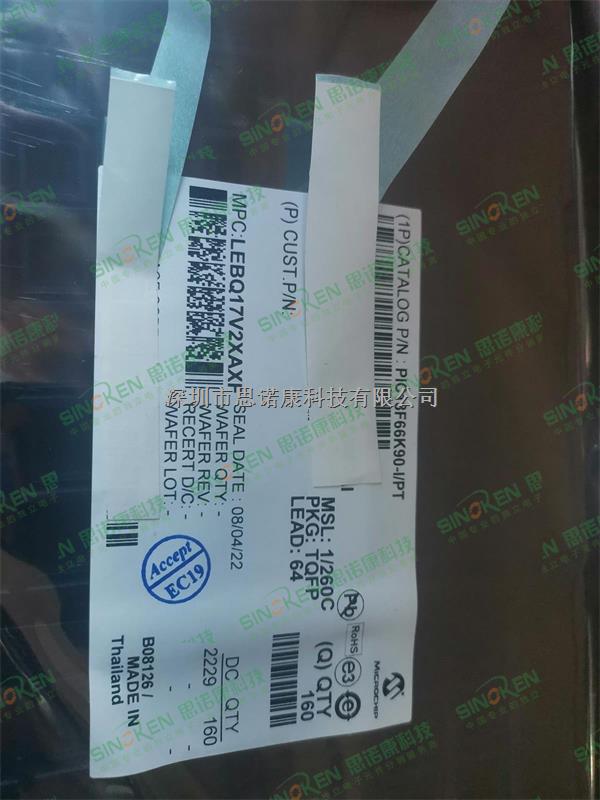 (1P)CATALOG P/N : PIC18F66K90-I/PT
MICROCHIP
(P) CUST.P/N:
MSL: 1/260C
PKG: TQFP
LEAD: 64
Pb
RoHS
e3
e
(Q) QTY
160
MPC:LEBQ17V2XAXF
SEAL DATE : 08/04/22
WAFER QTY: -
WAFER REV: -
RECERT D/C: -
WAFER LOT: -
DC QTY
2229 160
- -
- -
Accept
EC19
B08126 /
MADE IN
Thailand
深圳市思诺康科技有限公司
SINOKEN 思诺康科技